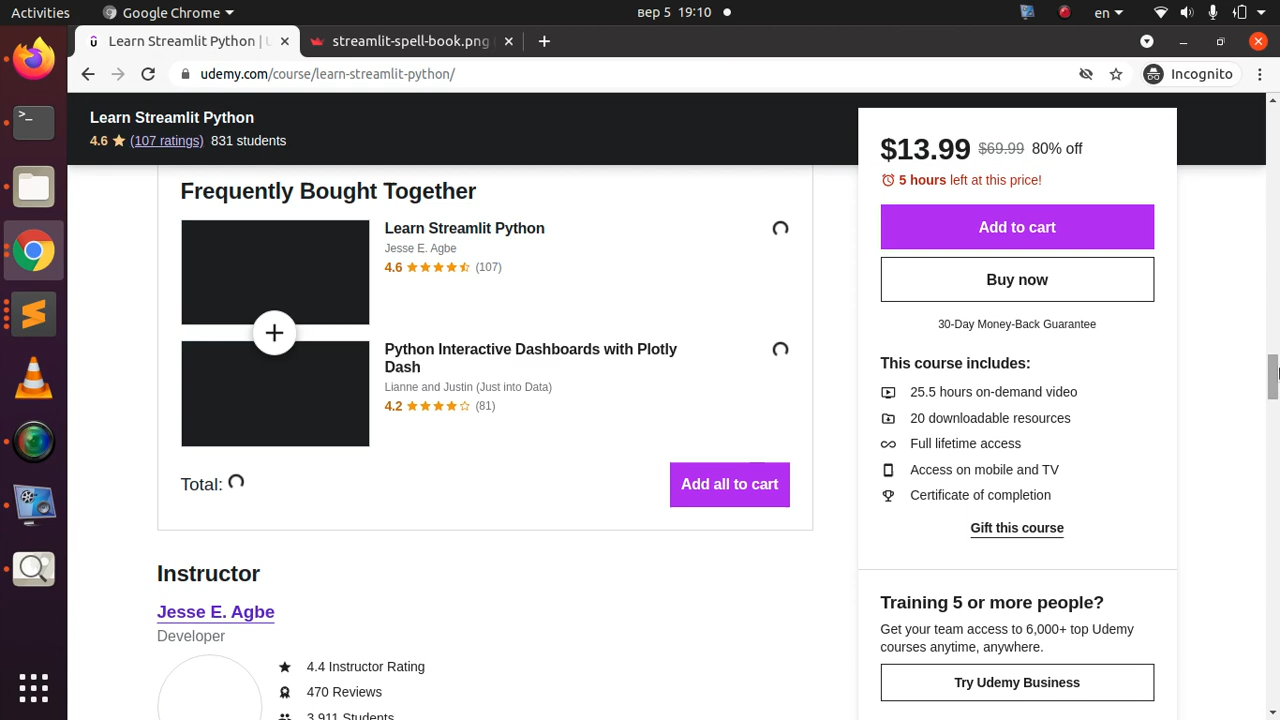 Activities
Google Chrome
Вер 5 19:10
en
Learn Streamlit Python | U
streamlit-spell-book.png
udemy.com/course/learn-streamlit-python/
Incognito
Learn Streamlit Python
4.6 (107 ratings) 831 students
Frequently Bought Together
Learn Streamlit Python
Jesse E. Agbe
4.6 (107)
Python Interactive Dashboards with Plotly
Dash
Lianne and Justin (Just into Data)
4.2 (81)
Total:
Add all to cart
Instructor
Jesse E. Agbe
Developer
4.4 Instructor Rating
470 Reviews
3,911 Students
$13.99 $69.99 80% off
5 hours left at this price!
Add to cart
Buy now
30-Day Money-Back Guarantee
This course includes:
25.5 hours on-demand video
20 downloadable resources
Full lifetime access
Access on mobile and TV
Certificate of completion
Gift this course
Training 5 or more people?
Get your team access to 6,000+ top Udemy
courses anytime, anywhere.
Try Udemy Business